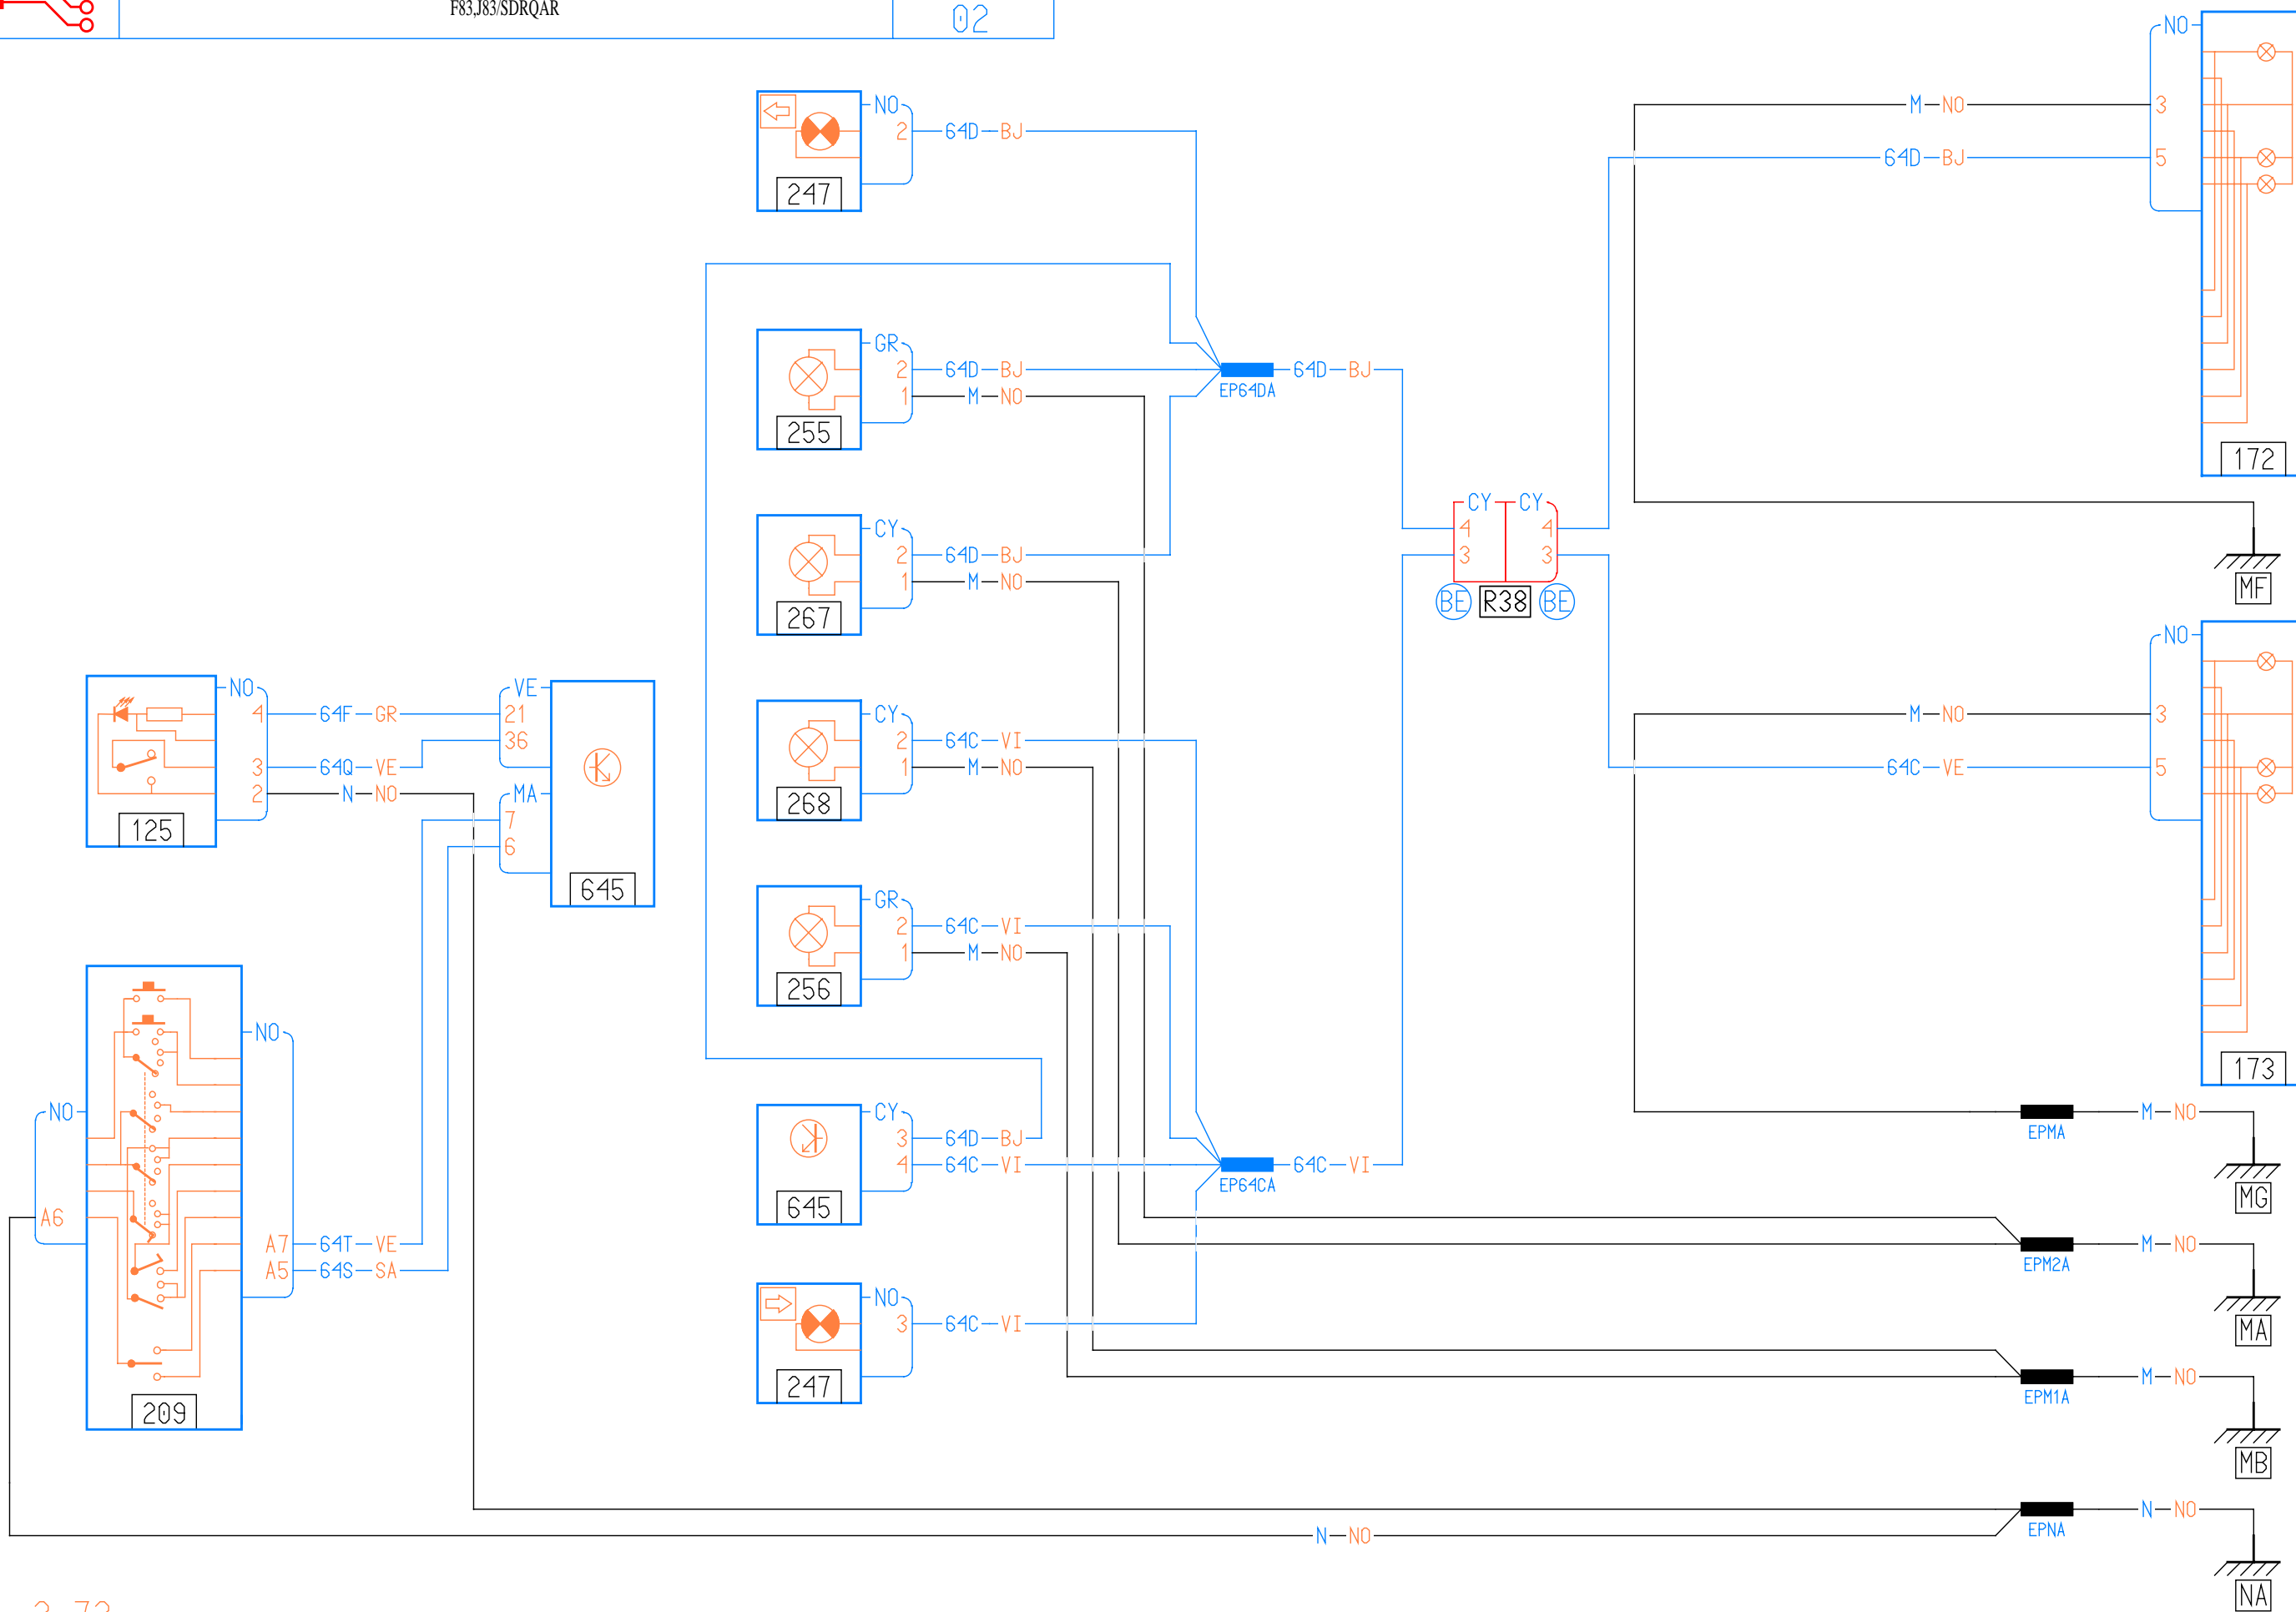 F83,J83/SDRQAR
02
NO
2 64D BJ
247
GR
2 64D BJ
1 M NO
255
EP64DA
64D BJ
CY
2 64D BJ
1 M NO
267
CY
2 64C VI
1 M NO
268
GR
2 64C VI
1 M NO
256
CY
3 64D BJ
4 64C VI
645
EP64CA
64C VI
NO
3 64C VI
247
NO
4 64F GR
3 64Q VE
2 N NO
125
VE
21
36
MA
7
6
645
NO
NO
A6
A7 64T VE
A5 64S SA
209
CY CY
4 4
3 3
BE R38 BE
NO
M NO 3
64D BJ 5
172
MF
NO
M NO 3
64C VE 5
173
EPMA
M NO
MG
EPM2A
M NO
MA
EPM1A
M NO
MB
EPNA
N NO
N NO
NA